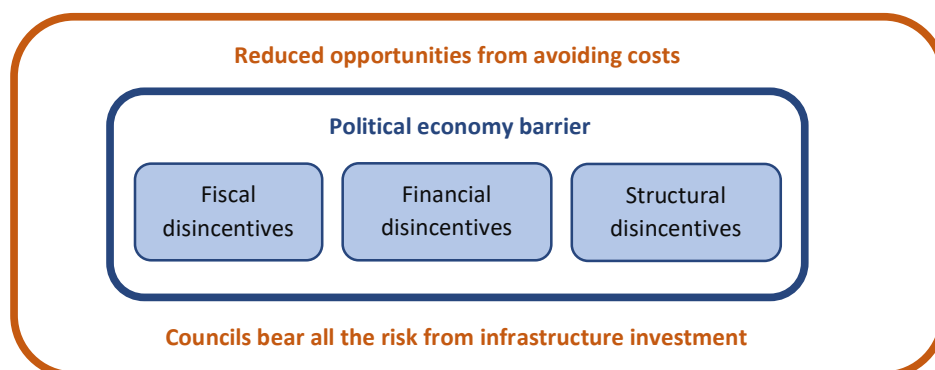 Reduced opportunities from avoiding costs
Political economy barrier
Fiscal
disincentives
Financial
disincentives
Structural
disincentives
Councils bear all the risk from infrastructure investment